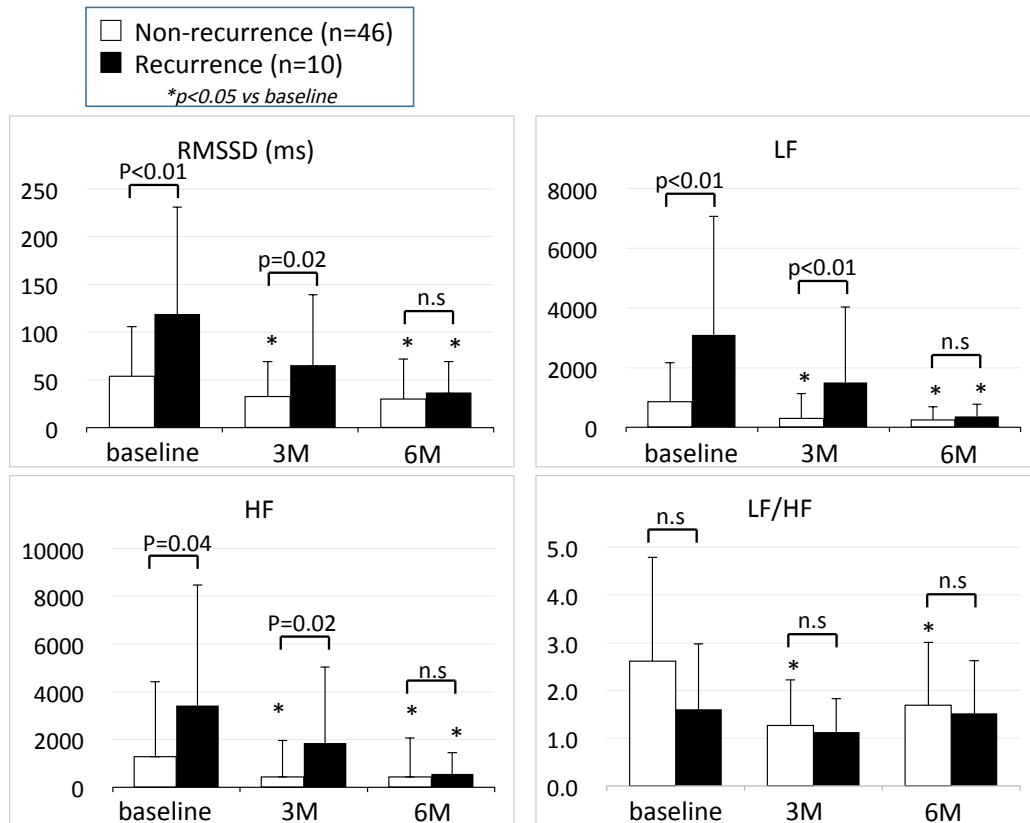 Non-recurrence (n=46)
Recurrence (n=10)
*p<0.05 vs baseline
RMSSD (ms)
P<0.01
250
200
p=0.02
150
n.s
100
* * *
50
0
baseline 3M 6M
LF
8000
p<0.01
6000
p<0.01
4000
n.s
2000
* * *
0
baseline 3M 6M
HF
10000
P=0.04
8000
P=0.02
6000
n.s
4000
* * *
2000
0
baseline 3M 6M
LF/HF
n.s
5.0
4.0
n.s n.s
3.0
* *
2.0
1.0
0.0
baseline 3M 6M